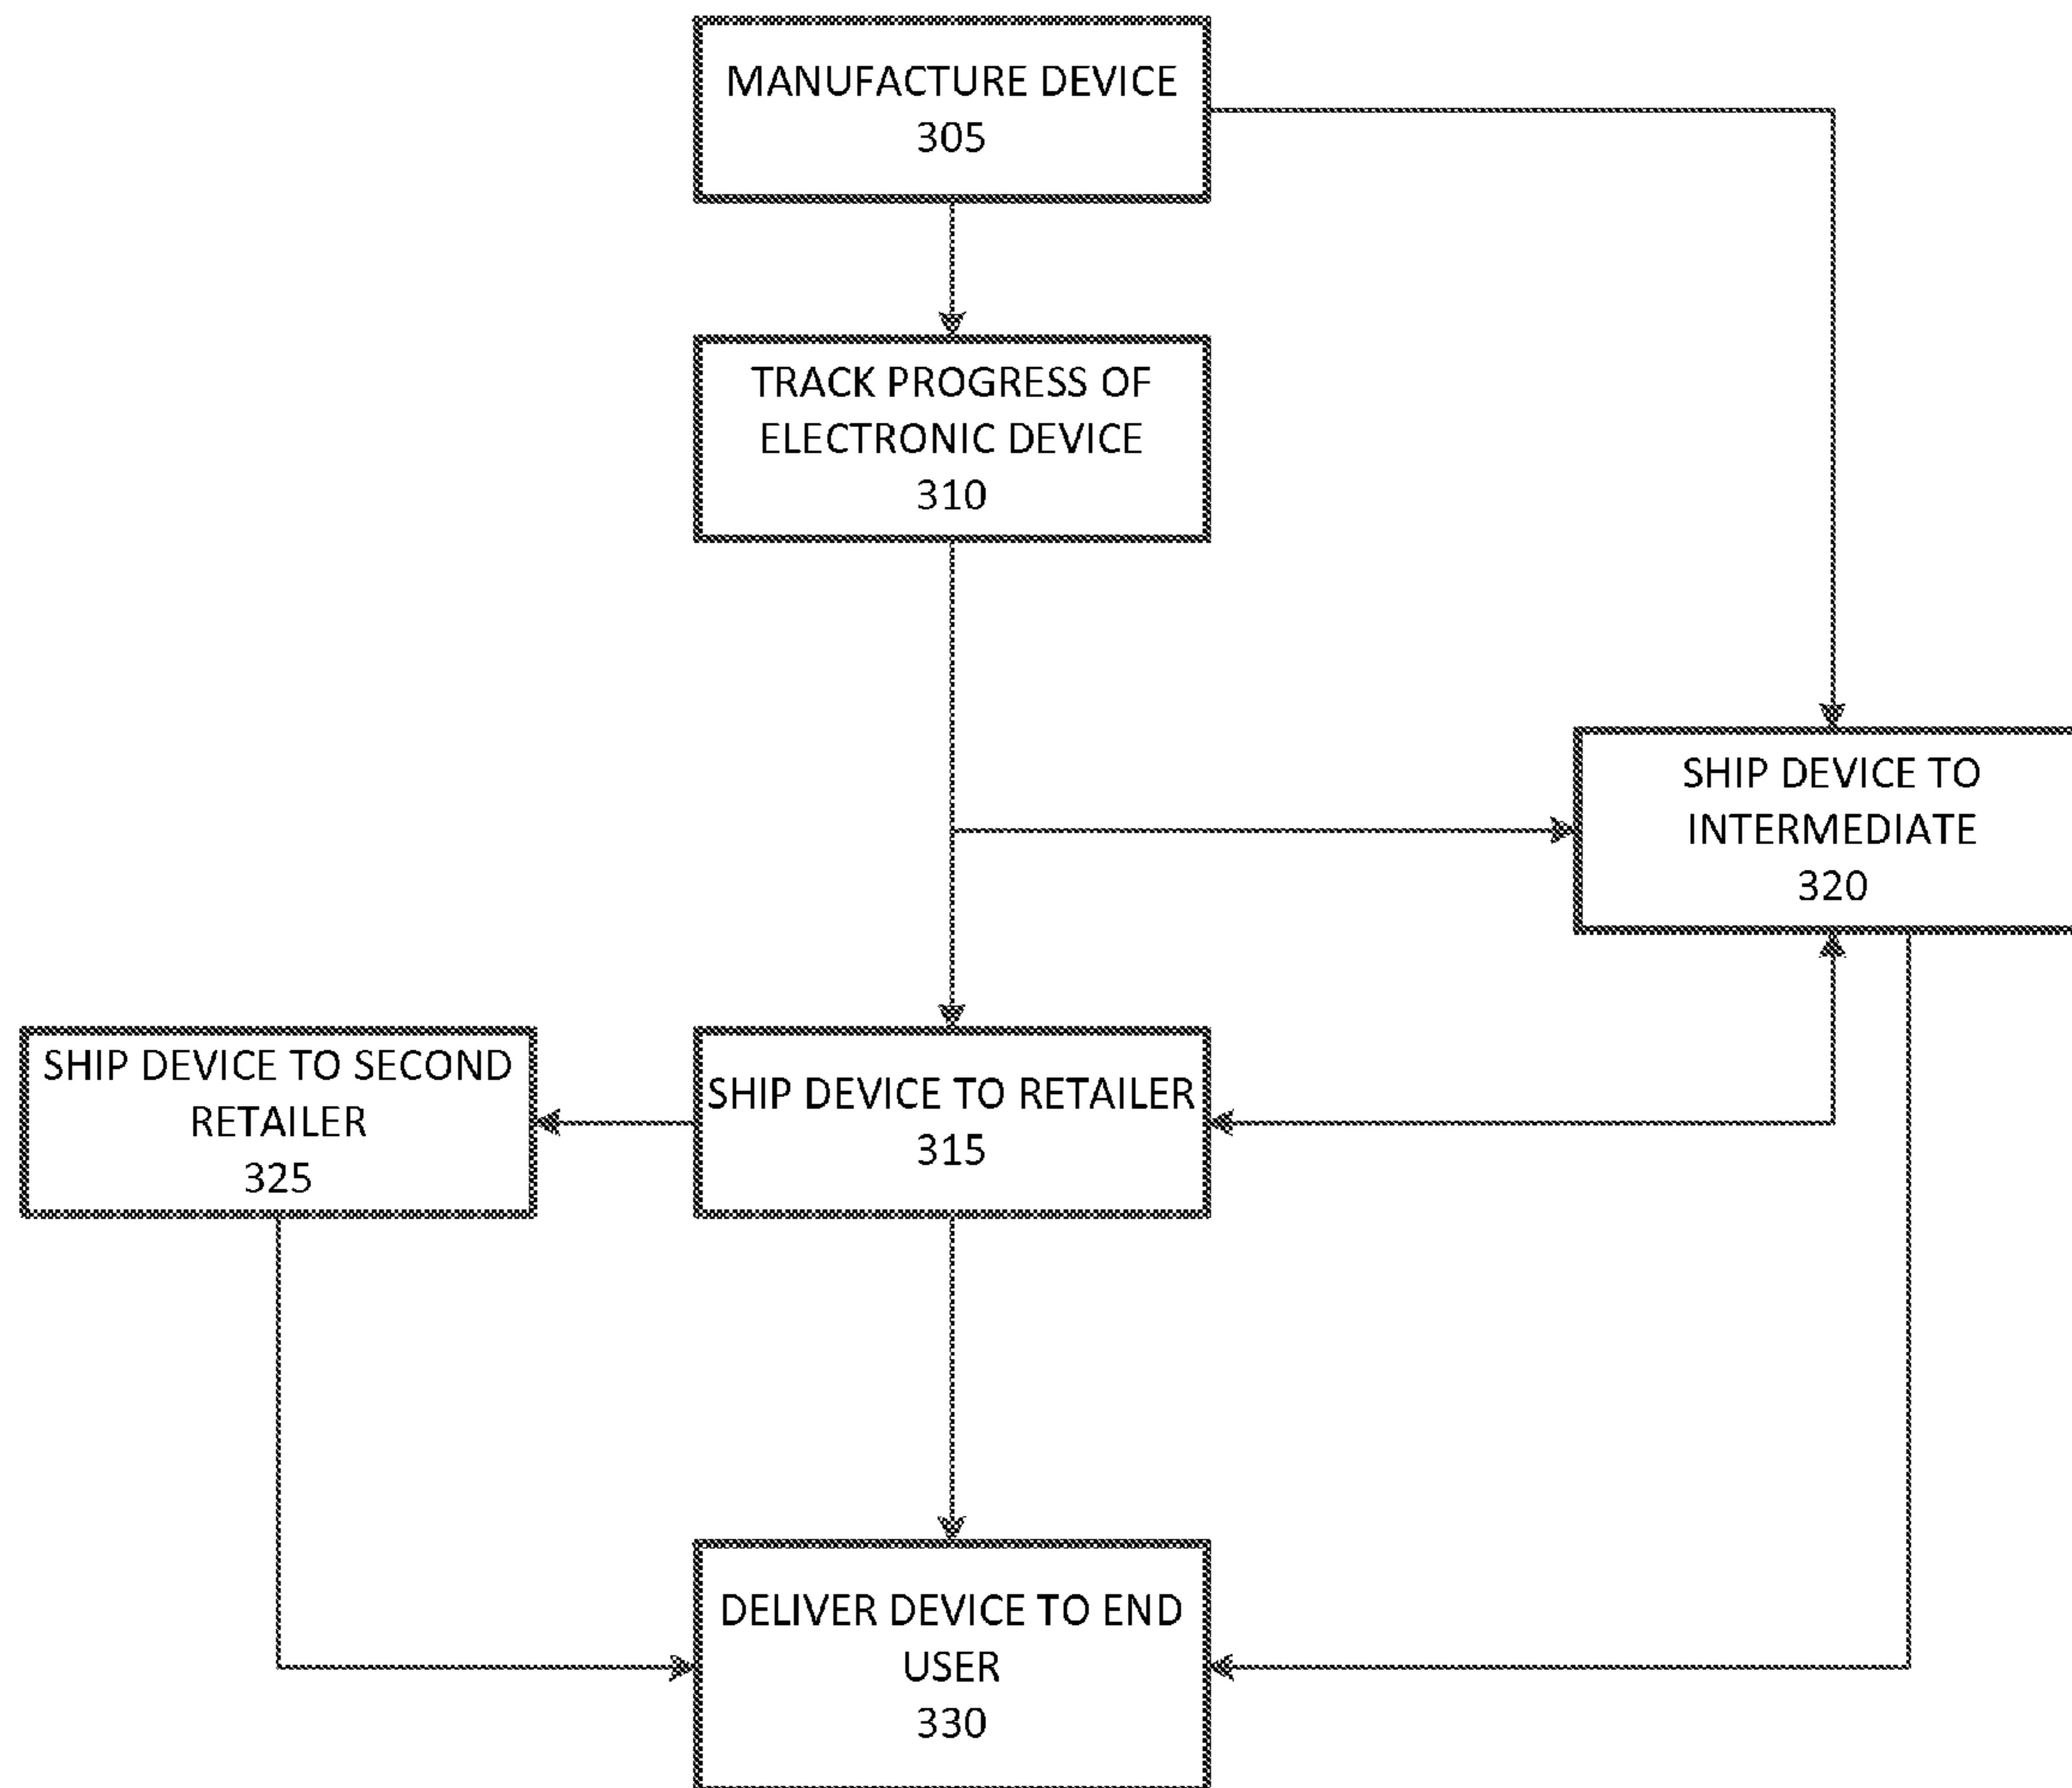 MANUFACTURE DEVICE
305
TRACK PROGRESS OF
ELECTRONIC DEVICE
310
SHIP DEVICE TO
INTERMEDIATE
320
SHIP DEVICE TO SECOND
RETAILER
325
SHIP DEVICE TO RETAILER
315
DELIVER DEVICE TO END
USER
330